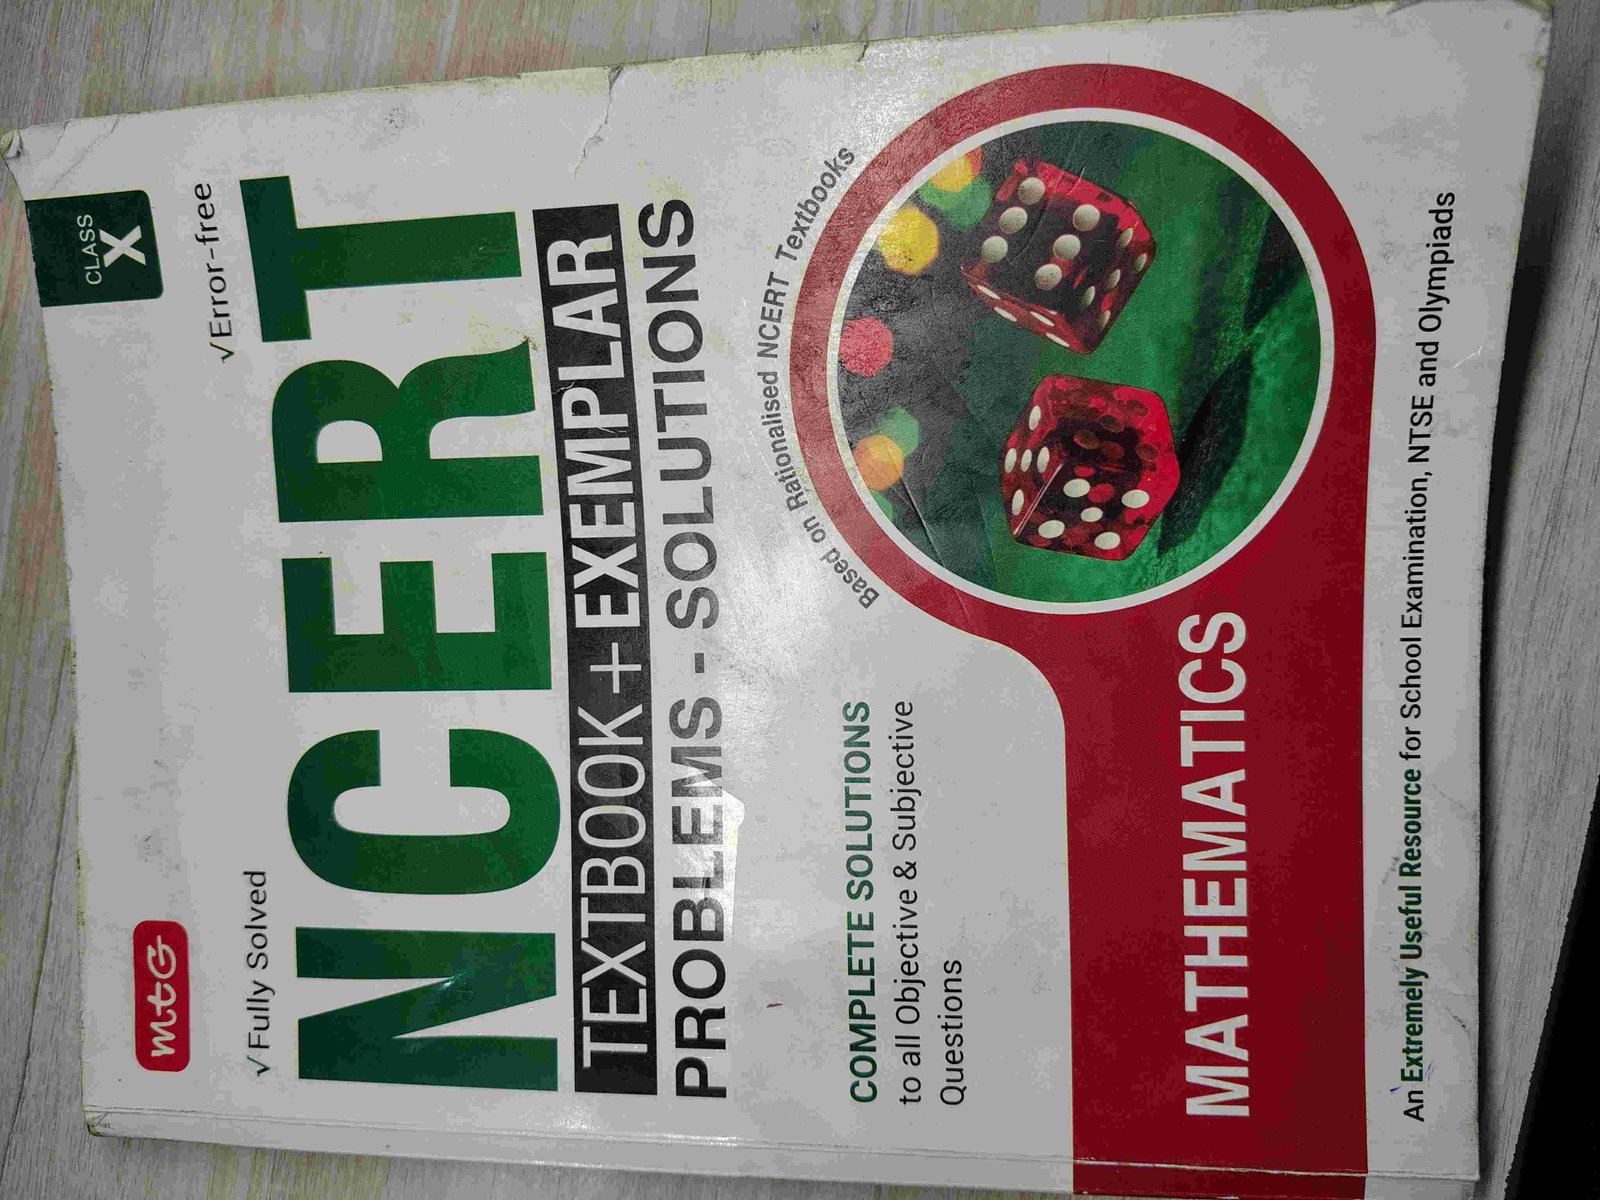 mtG
CLASS
X
√Fully Solved
√Error-free
NCERT
TEXTBOOK + EXEMPLAR
PROBLEMS - SOLUTIONS
Based on Rationalised NCERT Textbooks
COMPLETE SOLUTIONS
to all Objective & Subjective
Questions
MATHEMATICS
An Extremely Useful Resource for School Examination, NTSE and Olympiads